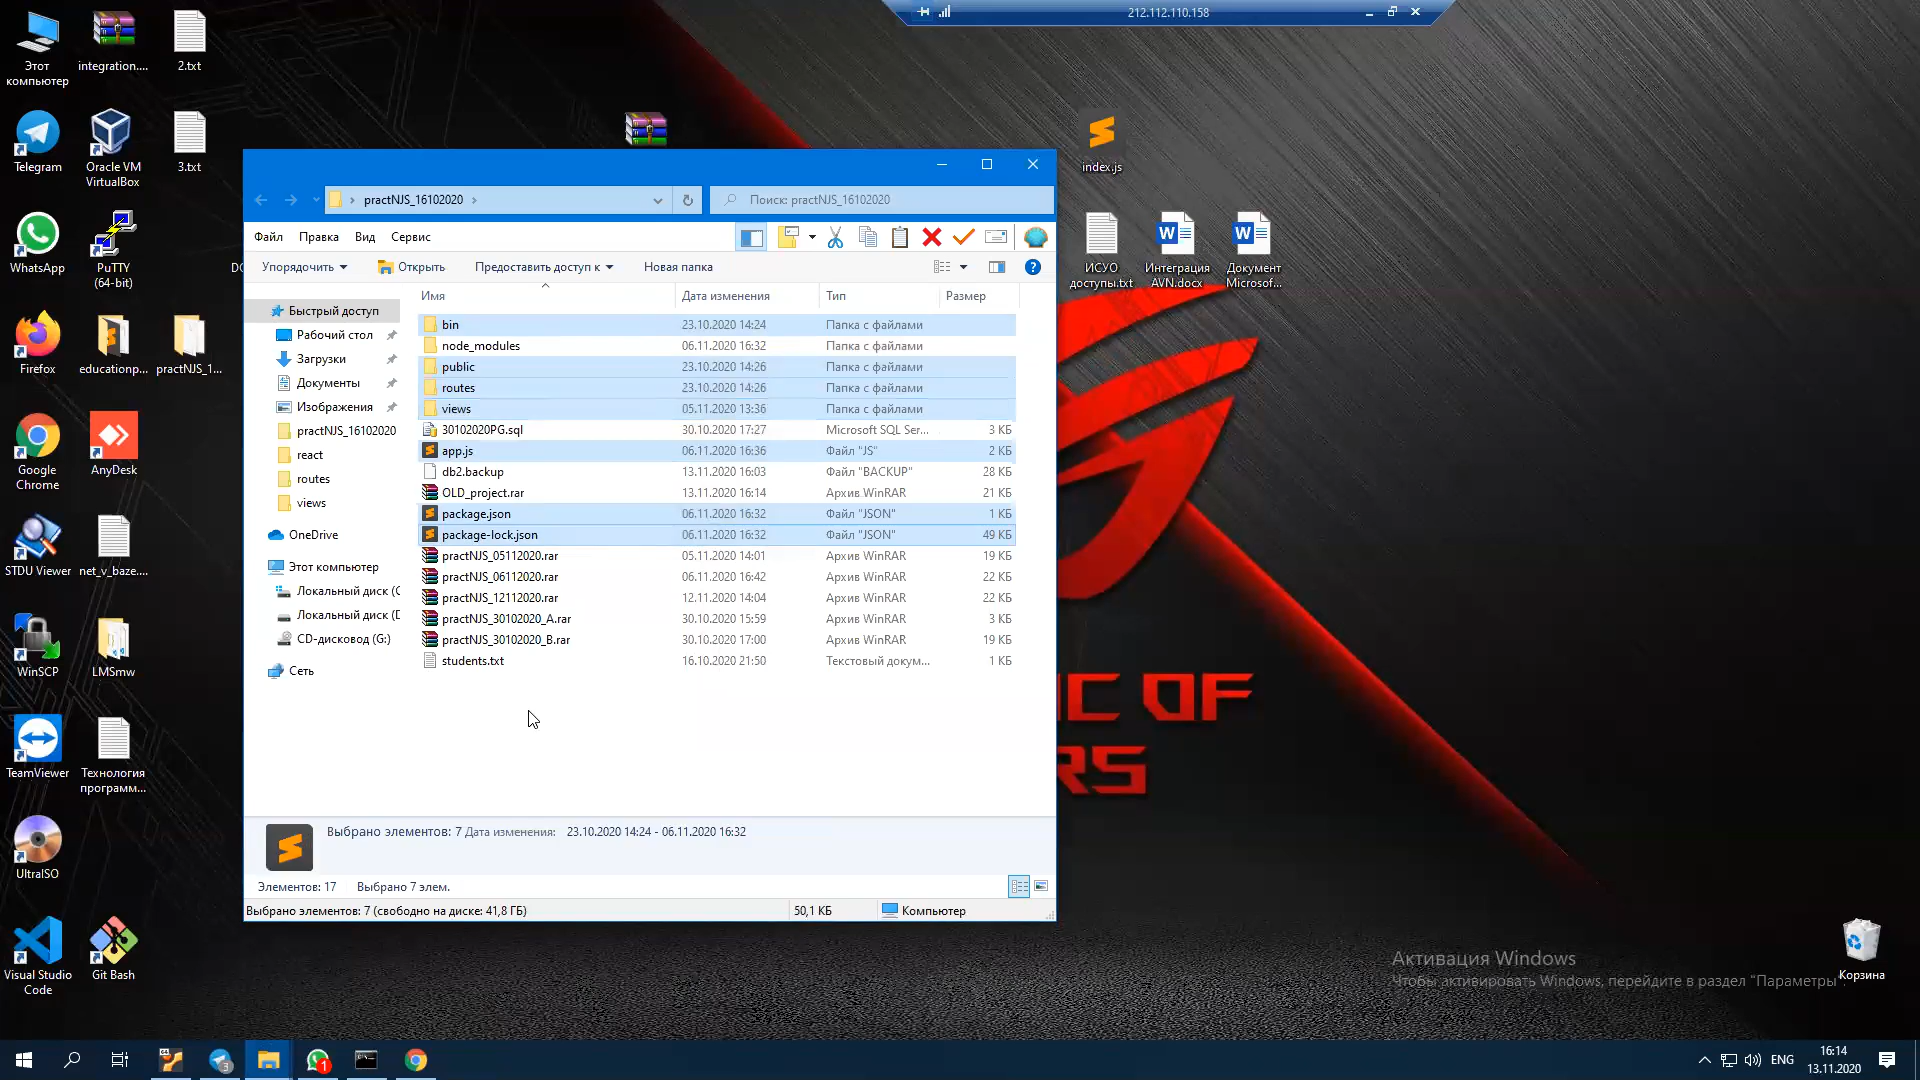 212.112.110.158
Этот
компьютер
integration....
2.txt
Telegram
Oracle VM
VirtualBox
3.txt
WhatsApp
PuTTY
(64-bit)
Firefox
educationp...
practNJS_1...
Google
Chrome
AnyDesk
STDU Viewer
net_v_baze....
WinSCP
LMSmw
TeamViewer
Технология
программ...
UltraISO
Visual Studio
Code
Git Bash
index.js
ИСУО
доступы.txt
Интеграция
AVN.docx
Документ
Microsof...
practNJS_16102020
Поиск: practNJS_16102020
Файл Правка Вид Сервис
Упорядочить Открыть Предоставить доступ к Новая папка
Имя Дата изменения Тип Размер
Быстрый доступ
Рабочий стол
Загрузки
Документы
Изображения
practNJS_16102020
react
routes
views
OneDrive
Этот компьютер
Локальный диск (C
Локальный диск (D
CD-дисковод (G:)
Сеть
bin 23.10.2020 14:24 Папка с файлами
node_modules 06.11.2020 16:32 Папка с файлами
public 23.10.2020 14:26 Папка с файлами
routes 23.10.2020 14:26 Папка с файлами
views 05.11.2020 13:36 Папка с файлами
30102020PG.sql 30.10.2020 17:27 Microsoft SQL Ser... 3 КБ
app.js 06.11.2020 16:36 Файл "JS" 2 КБ
db2.backup 13.11.2020 16:03 Файл "BACKUP" 28 КБ
OLD_project.rar 13.11.2020 16:14 Архив WinRAR 21 КБ
package.json 06.11.2020 16:32 Файл "JSON" 1 КБ
package-lock.json 06.11.2020 16:32 Файл "JSON" 49 КБ
practNJS_05112020.rar 05.11.2020 14:01 Архив WinRAR 19 КБ
practNJS_06112020.rar 06.11.2020 16:42 Архив WinRAR 22 КБ
practNJS_12112020.rar 12.11.2020 14:04 Архив WinRAR 22 КБ
practNJS_30102020_A.rar 30.10.2020 15:59 Архив WinRAR 3 КБ
practNJS_30102020_B.rar 30.10.2020 17:00 Архив WinRAR 19 КБ
students.txt 16.10.2020 21:50 Текстовый докум... 1 КБ
Выбрано элементов: 7 Дата изменения: 23.10.2020 14:24 - 06.11.2020 16:32
Элементов: 17 Выбрано 7 элем.
Выбрано элементов: 7 (свободно на диске: 41,8 ГБ) 50,1 КБ Компьютер
IC OF
RS
Активация Windows
Чтобы активировать Windows, перейдите в раздел "Параметры".
Корзина
3
1
ENG
16:14
13.11.2020